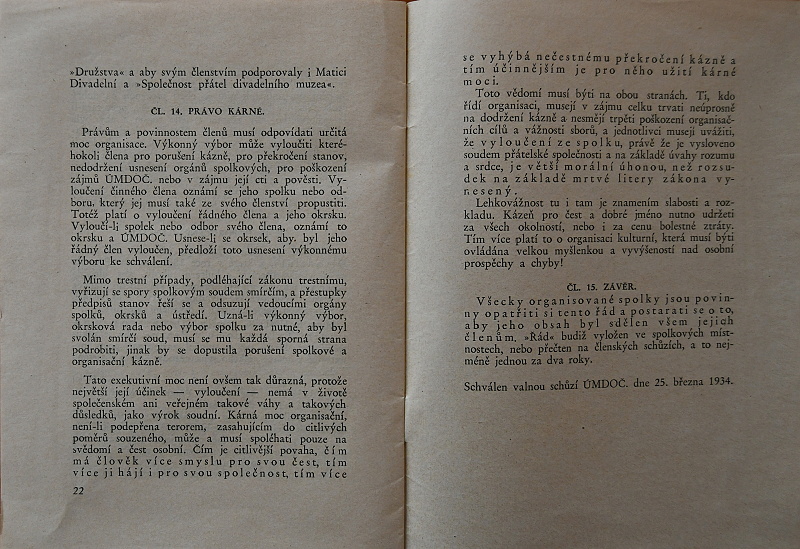 »Družstva« a aby svým členstvím podporovaly i Matici
Divadelní a »Společnost přátel divadelního muzea«.
ČL. 14. PRÁVO KÁRNÉ.
Právům a povinnostem členů musí odpovídati určitá
moc organisace. Výkonný výbor může vyloučiti které-
hokoli člena pro porušení kázně, pro překročení stanov,
nedodržení usnesení orgánů spolkových, pro poškození
zájmů ÚMDOČ. nebo v zájmu její cti a pověsti. Vy-
loučení činného člena oznámí se jeho spolku nebo od-
boru, který jej musí také ze svého členství propustiti.
Totéž platí o vyloučení řádného člena a jeho okrsku.
Vyloučí-li spolek nebo odbor svého člena, oznámí to
okrsku a ÚMDOČ. Usnese-li se okrsek, aby. byl jeho
řádný člen vyloučen, předloží toto usnesení výkonnému
výboru ke schválení.
Mimo trestní případy, podléhající zákonu trestnímu,
vyřizují se spory spolkovým soudem smírčím, a přestupky
předpisů stanov řeší se a odsuzují vedoucími orgány
spolků, okrsků a ústředí. Uzná-li výkonný výbor,
okrsková rada nebo výbor spolku za nutné, aby byl
svolán smírčí soud, musí se mu každá sporná strana
podrobiti, jinak by se dopustila porušení spolkové a
organisační kázně.
Tato exekutivní moc není ovšem tak důrazná, protože
největší její účinek — vyloučení — nemá v životě
společenském ani veřejném takové váhy a takových
důsledků, jako výrok soudní. Kárná moc organisační,
není-li podepřena terorem, zasahujícím do citlivých
poměrů souzeného, může a musí spoléhati pouze na
svědomí a čest osobní. Čím je citlivější povaha, čím
má člověk více smyslu pro svou čest, tím
více ji hájí i pro svou společnost, tím více
22
se vyhýbá nečestnému překročení kázně a
tím účinnějším je pro něho užití kárné
moci.
Toto vědomí musí býti na obou stranách. Ti, kdo
řídí organisaci, musejí v zájmu celku trvati neúprosně
na dodržení kázně a nesmějí trpěti poškození organisač-
ních cílů a vážnosti sborů, a jednotlivci musejí uvážiti,
že vyloučení ze spolku, právě že je vysloveno
soudem přátelské společnosti a na základě úvahy rozumu
a srdce, je větší morální úhonou, než rozsu-
dek na základě mrtvé litery zákona vy-
nesený.
Lehkovážnost tu i tam je znamením slabosti a roz-
kladu. Kázeň pro čest a dobré jméno nutno udržeti
za všech okolností, nebo i za cenu bolestné ztráty.
Tím více platí to o organisaci kulturní, která musí býti
ovládána velkou myšlenkou a vyvýšeností nad osobní
prospěchy a chyby!
ČL. 15. ZÁVĚR.
Všecky organisované spolky jsou povin-
ny opatřiti si tento řád a postarati se o to,
aby jeho obsah byl sdělen všem jejich
členům. »Řád« budiž vyložen ve spolkových míst-
nostech, nebo přečten na členských schůzích, a to nej-
méně jednou za dva roky.
Schválen valnou schůzí ÚMDOČ. dne 25. března 1934.